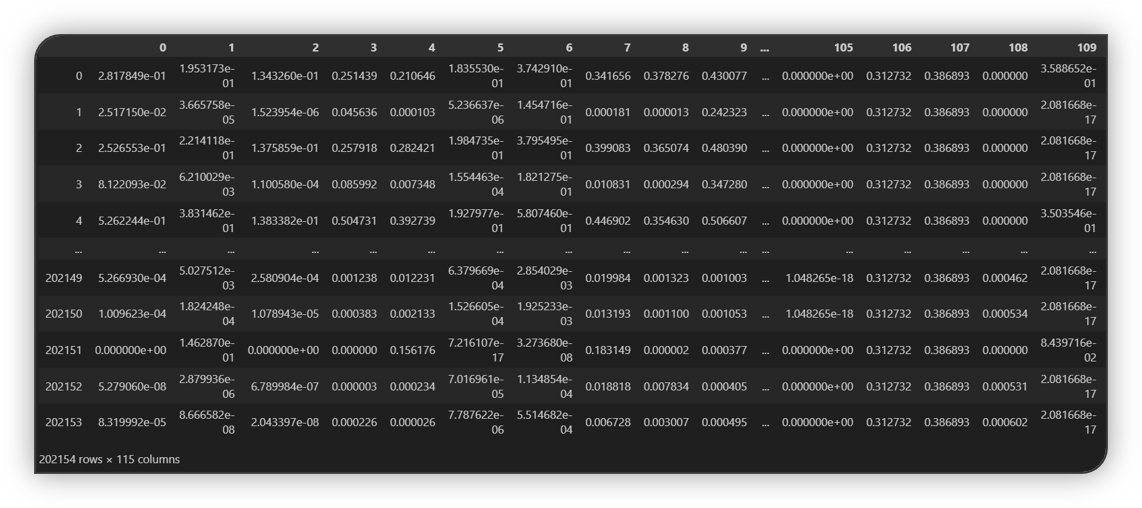 0 1 2 3 4 5 6 7 8 9 ... 105 106 107 108 109
0 2.817849e-01 1.953173e-01 1.343260e-01 0.251439 0.210646 1.835530e-01 3.742910e-01 0.341656 0.378276 0.430077 ... 0.000000e+00 0.312732 0.386893 0.000000 3.588652e-01
1 2.517150e-02 3.665758e-05 1.523954e-06 0.045636 0.000103 5.236637e-06 1.454716e-01 0.000181 0.000013 0.242323 ... 0.000000e+00 0.312732 0.386893 0.000000 2.081668e-17
2 2.526553e-01 2.214118e-01 1.375859e-01 0.257918 0.282421 1.984735e-01 3.795495e-01 0.399083 0.365074 0.480390 ... 0.000000e+00 0.312732 0.386893 0.000000 2.081668e-17
3 8.122093e-02 6.210029e-03 1.100580e-04 0.085992 0.007348 1.554463e-04 1.821275e-01 0.010831 0.000294 0.347280 ... 0.000000e+00 0.312732 0.386893 0.000000 2.081668e-17
4 5.262244e-01 3.831462e-01 1.383382e-01 0.504731 0.392739 1.927977e-01 5.807460e-01 0.446902 0.354630 0.506607 ... 0.000000e+00 0.312732 0.386893 0.000000 3.503546e-01
... ... ... ... ... ... ... ... ... ... ... ... ... ... ... ... ...
202149 5.266930e-04 5.027512e-03 2.580904e-04 0.001238 0.012231 6.379669e-04 2.854029e-03 0.019984 0.001323 0.001003 ... 1.048265e-18 0.312732 0.386893 0.000462 2.081668e-17
202150 1.009623e-04 1.824248e-04 1.078943e-05 0.000383 0.002133 1.526605e-04 1.925233e-03 0.013193 0.001100 0.001053 ... 1.048265e-18 0.312732 0.386893 0.000534 2.081668e-17
202151 0.000000e+00 1.462870e-01 0.000000e+00 0.000000 0.156176 7.216107e-17 3.273680e-08 0.183149 0.000002 0.000377 ... 0.000000e+00 0.312732 0.386893 0.000000 8.439716e-02
202152 5.279060e-08 2.879936e-06 6.789984e-07 0.000003 0.000234 7.016961e-05 1.134854e-04 0.018818 0.007834 0.000405 ... 0.000000e+00 0.312732 0.386893 0.000531 2.081668e-17
202153 8.319992e-05 8.666582e-08 2.043397e-08 0.000226 0.000026 7.787622e-06 5.514682e-04 0.006728 0.003007 0.000495 ... 0.000000e+00 0.312732 0.386893 0.000602 2.081668e-17
202154 rows × 115 columns